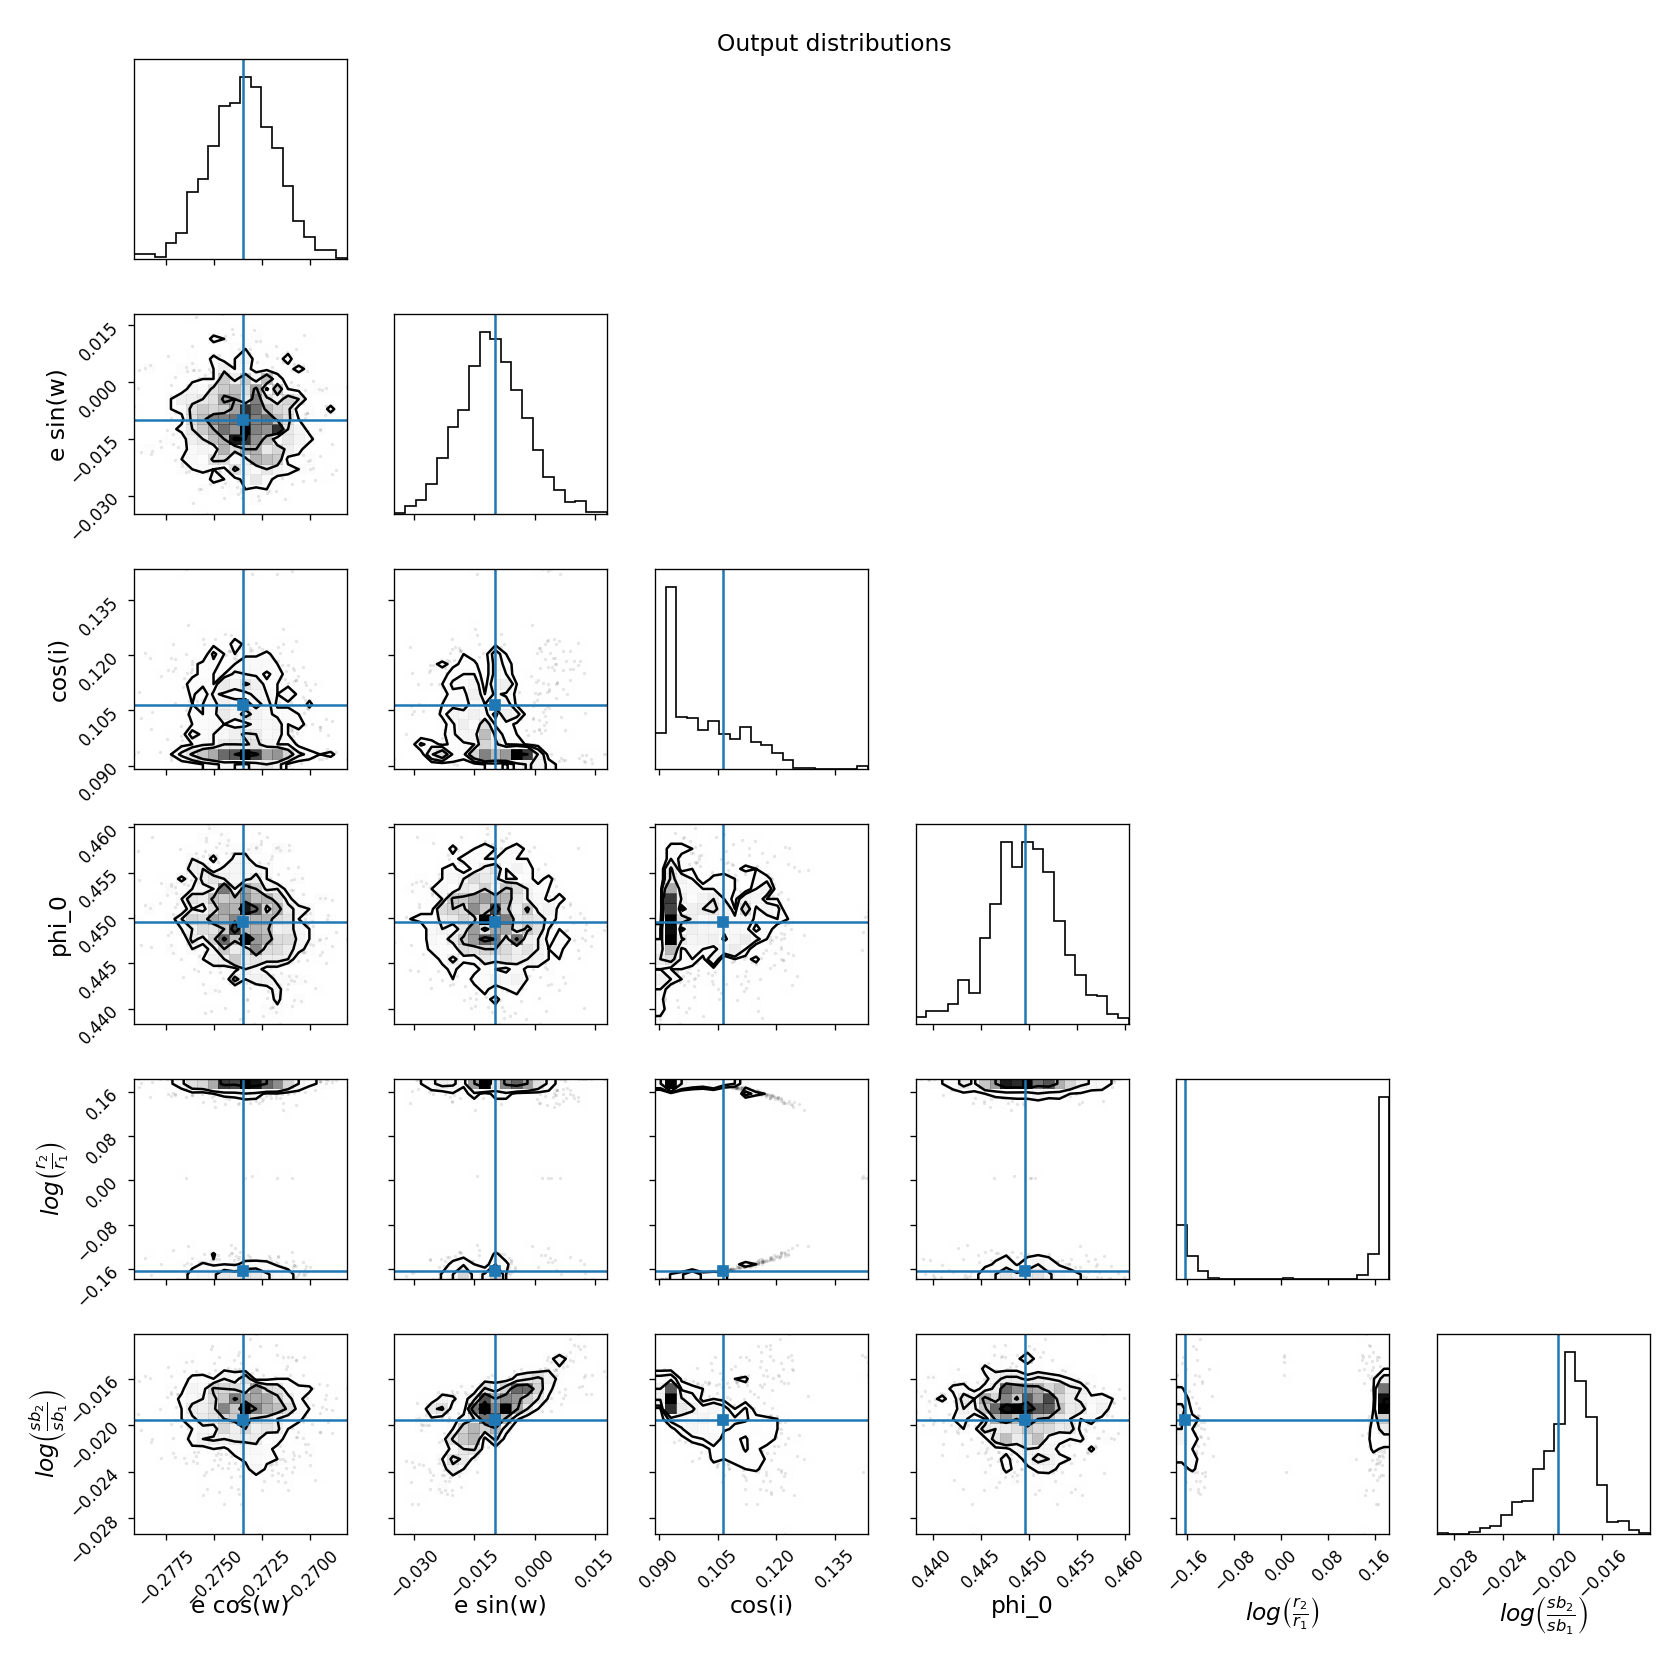 Output distributions
0.015
0.000
−0.015
−0.030
e sin(w)
0.135
0.120
0.105
0.090
cos(i)
0.460
0.455
0.450
0.445
0.440
phi_0
0.16
0.08
0.00
−0.08
−0.16
log(r2/r1)
−0.016
−0.020
−0.024
−0.028
log(sb2/sb1)
−0.2775 −0.2750 −0.2725 −0.2700 −0.030 −0.015 0.000 0.015 0.090 0.105 0.120 0.135 0.440 0.445 0.450 0.455 0.460 −0.16 −0.08 0.00 0.08 0.16 −0.028 −0.024 −0.020 −0.016
e cos(w) e sin(w) cos(i) phi_0 log(r2/r1) log(sb2/sb1)